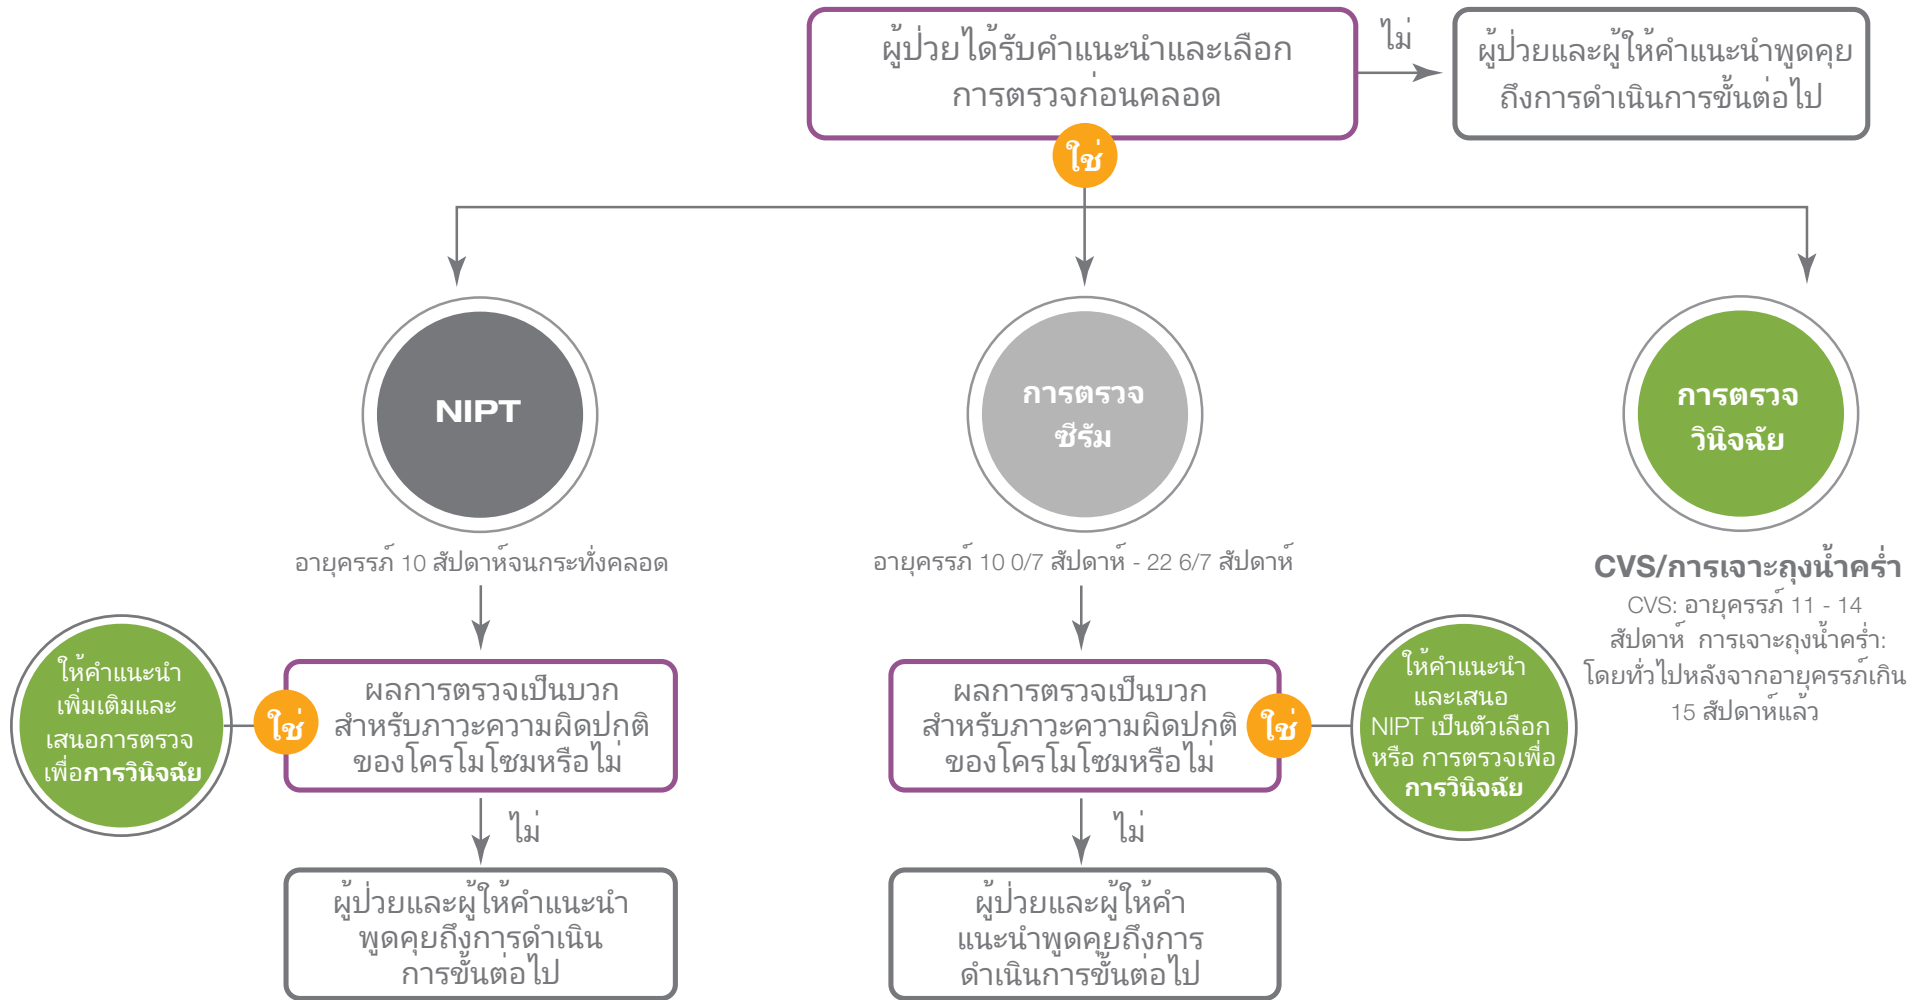 ผู้ป่วยได้รับคำแนะนำและเลือก
การตรวจก่อนคลอด
ไม่
ผู้ป่วยและผู้ให้คำแนะนำพูดคุย
ถึงการดำเนินการขั้นต่อไป
ใช่
NIPT
การตรวจ
ซีรัม
การตรวจ
วินิจฉัย
อายุครรภ์ 10 สัปดาห์จนกระทั่งคลอด
อายุครรภ์ 10 0/7 สัปดาห์ - 22 6/7 สัปดาห์
CVS/การเจาะถุงน้ำคร่ำ
CVS: อายุครรภ์ 11 - 14
สัปดาห์ การเจาะถุงน้ำคร่ำ:
โดยทั่วไปหลังจากอายุครรภ์เกิน
15 สัปดาห์แล้ว
ให้คำแนะนำ
เพิ่มเติมและ
เสนอการตรวจ
เพื่อการวินิจฉัย
ใช่
ผลการตรวจเป็นบวก
สำหรับภาวะความผิดปกติ
ของโครโมโซมหรือไม่
ผลการตรวจเป็นบวก
สำหรับภาวะความผิดปกติ
ของโครโมโซมหรือไม่
ใช่
ให้คำแนะนำ
และเสนอ
NIPT เป็นตัวเลือก
หรือ การตรวจเพื่อ
การวินิจฉัย
ไม่
ไม่
ผู้ป่วยและผู้ให้คำแนะนำ
พูดคุยถึงการดำเนิน
การขั้นต่อไป
ผู้ป่วยและผู้ให้คำ
แนะนำพูดคุยถึงการ
ดำเนินการขั้นต่อไป